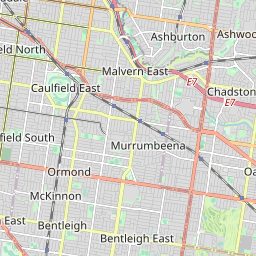 Ashburton
Ashwoo
field North
Malvern East
E7
Caulfield East
Chadston
E7
field South
Murrumbeena
Ormond
Oa
McKinnon
East
Bentleigh
Bentleigh East